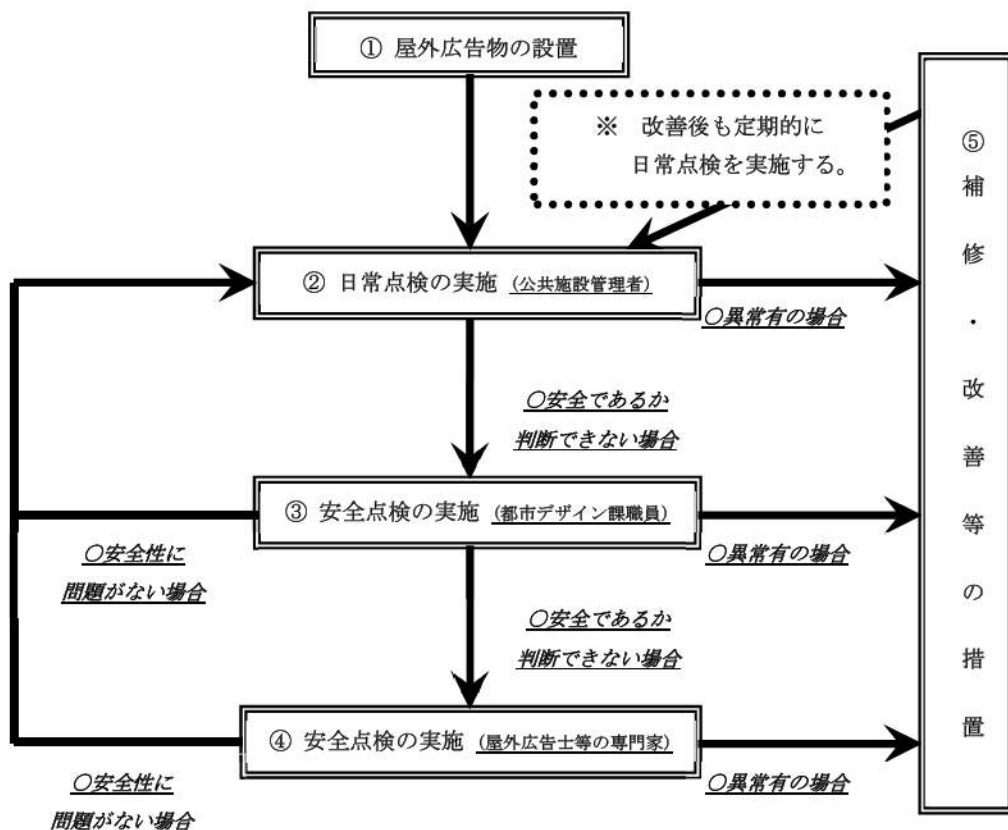 ① 屋外広告物の設置
※ 改善後も定期的に
日常点検を実施する。
② 日常点検の実施 (公共施設管理者)
○異常有の場合
○安全であるか
判断できない場合
③ 安全点検の実施 (都市デザイン課職員)
○安全性に
問題がない場合
○異常有の場合
○安全であるか
判断できない場合
④ 安全点検の実施 (屋外広告士等の専門家)
○安全性に
問題がない場合
○異常有の場合
⑤補修・改善等の措置